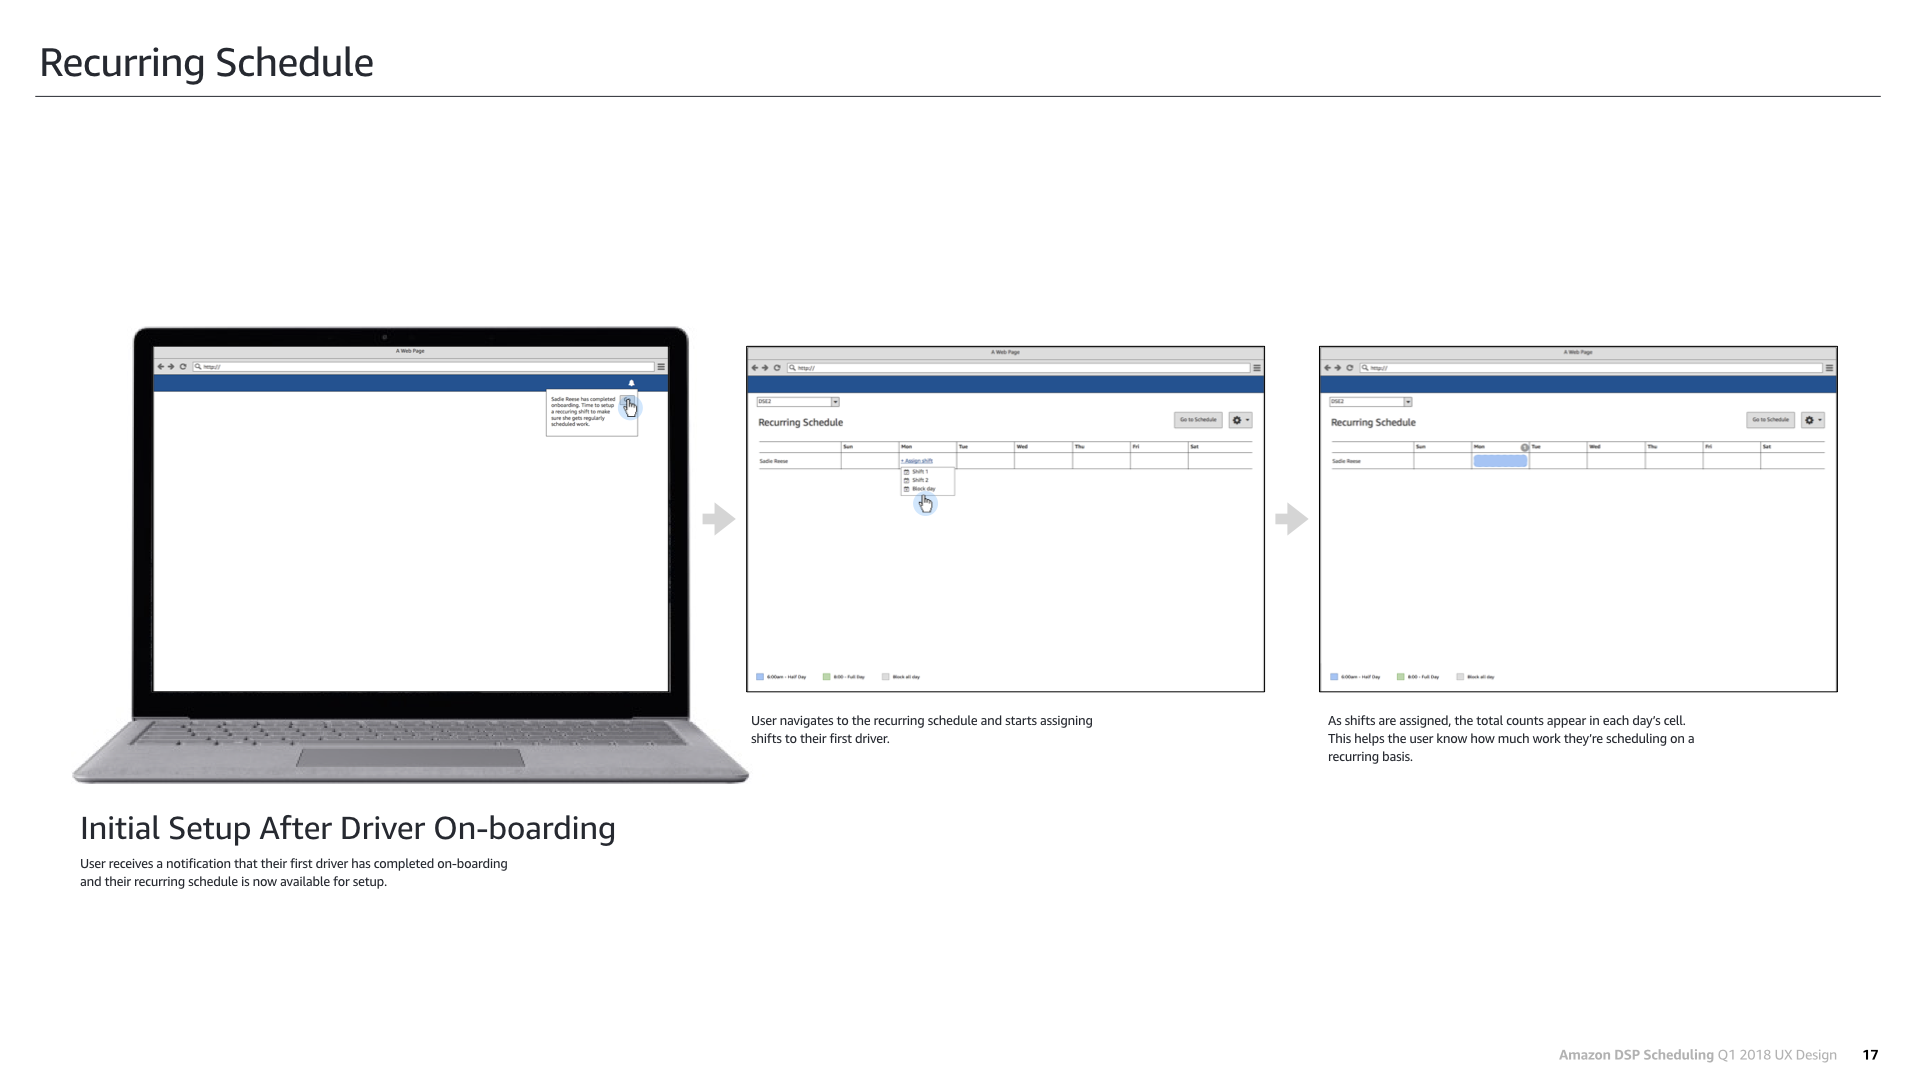 Recurring Schedule
A Web Page
http://
Sadie Reese has completed
onboarding. Time to setup
a recurring shift to make
sure she gets regularly
scheduled work.
A Web Page
http://
DSE2
Recurring Schedule
Go to Schedule
Sun Mon Tue Wed Thu Fri Sat
Sadie Reese
+ Assign shift
Shift 1
Shift 2
Block day
6:00am - Half Day
8:00 - Full Day
Block all day
A Web Page
http://
DSE2
Recurring Schedule
Go to Schedule
Sun Mon Tue Wed Thu Fri Sat
Sadie Reese
6:00am - Half Day
8:00 - Full Day
Block all day
User navigates to the recurring schedule and starts assigning
shifts to their first driver.
As shifts are assigned, the total counts appear in each day’s cell.
This helps the user know how much work they’re scheduling on a
recurring basis.
Initial Setup After Driver On-boarding
User receives a notification that their first driver has completed on-boarding
and their recurring schedule is now available for setup.
Amazon DSP Scheduling Q1 2018 UX Design 17